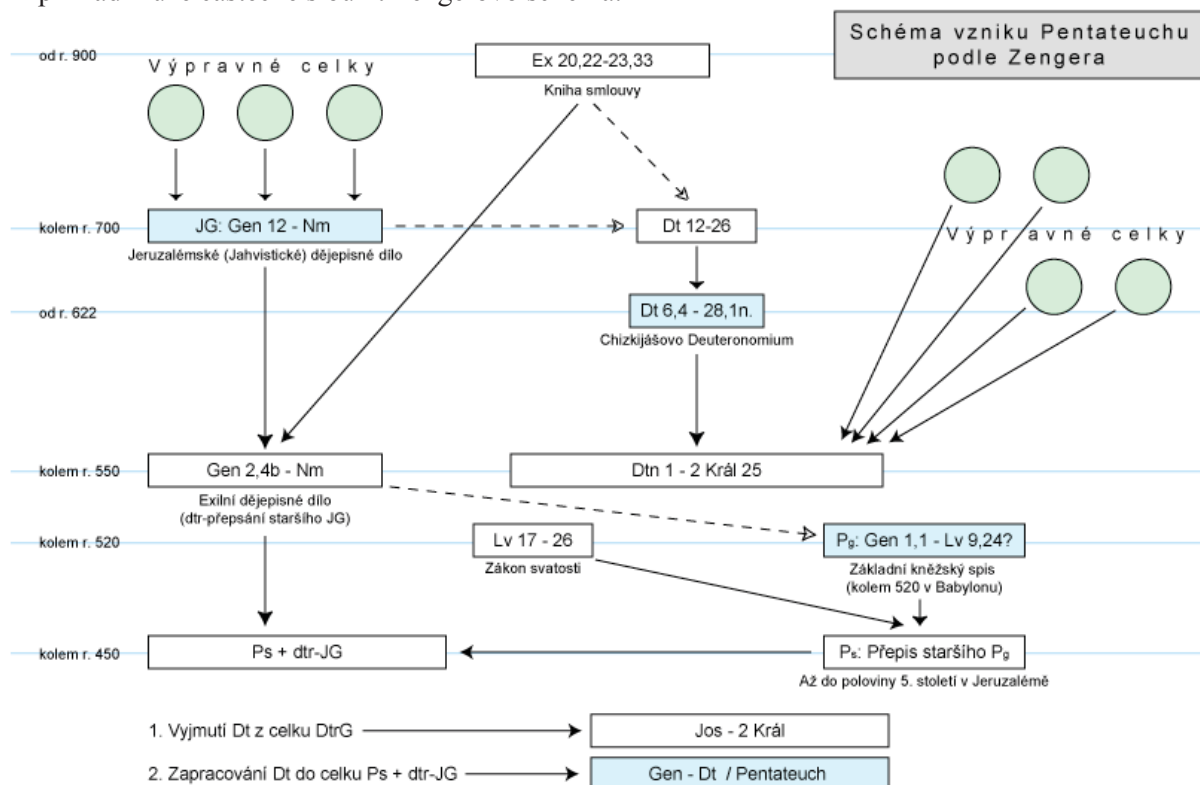 Schéma vzniku Pentateuchu
podle Zengera
od r. 900
Výpravné celky
Ex 20,22-23,33
Kniha smlouvy
kolem r. 700
JG: Gen 12 - Nm
Jeruzalémské (Jahvistické) dějepisné dílo
Dt 12-26
Výpravné celky
od r. 622
Dt 6,4 - 28,1n.
Chizkijášovo Deuteronomium
kolem r. 550
Gen 2,4b - Nm
Exilní dějepisné dílo
(dtr-přepsání staršího JG)
Dtn 1 - 2 Král 25
kolem r. 520
Lv 17 - 26
Zákon svatosti
Pg: Gen 1,1 - Lv 9,24?
Základní kněžský spis
(kolem 520 v Babylonu)
kolem r. 450
Ps + dtr-JG
Ps: Přepis staršího Pg
Až do poloviny 5. století v Jeruzalémě
1. Vyjmutí Dt z celku DtrG
Jos - 2 Král
2. Zapracování Dt do celku Ps + dtr-JG
Gen - Dt / Pentateuch